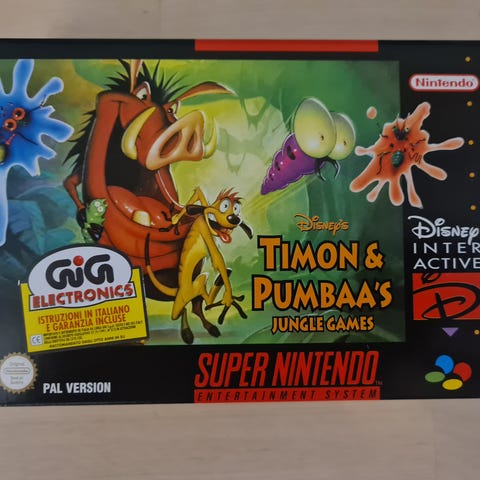 Nintendo
DISNEY'S
TIMON &
PUMBAA'S
JUNGLE GAMES
DISNEY
INTER
ACTIVE
GIG
ELECTRONICS
ISTRUZIONI IN ITALIANO
E GARANZIA INCLUSE
PAL VERSION
SUPER NINTENDO
ENTERTAINMENT SYSTEM